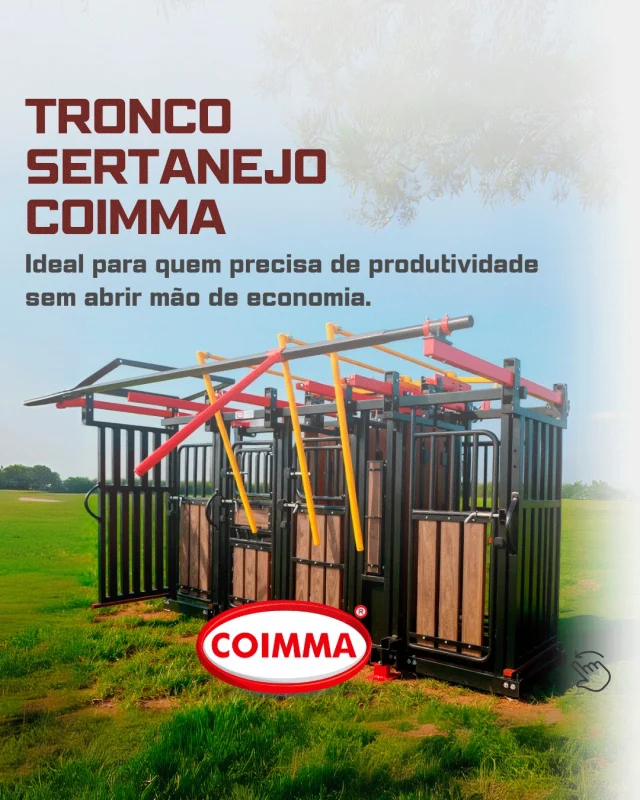 TRONCO
SERTANEJO
COIMMA
Ideal para quem precisa de produtividade
sem abrir mão de economia.
COIMMA
®